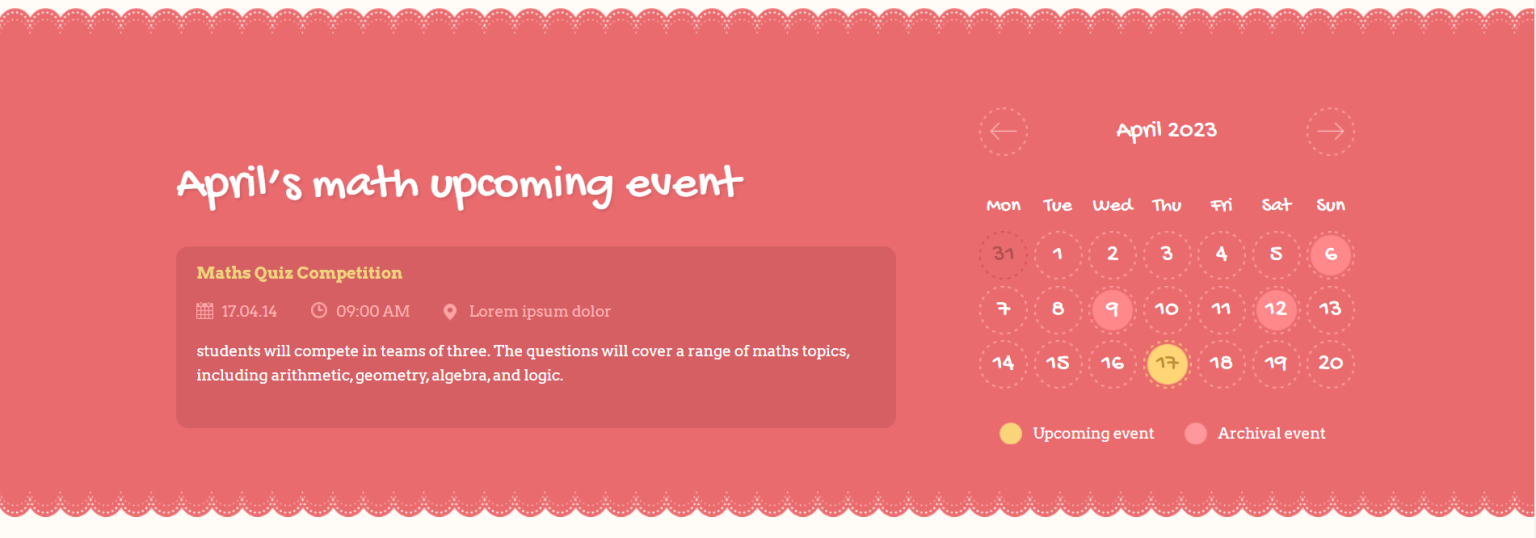 April's math upcoming event
Maths Quiz Competition
17.04.14 09:00 AM Lorem ipsum dolor
students will compete in teams of three. The questions will cover a range of maths topics,
including arithmetic, geometry, algebra, and logic.
April 2023
Mon Tue Wed Thu Fri Sat Sun
31 1 2 3 4 5 6
7 8 9 10 11 12 13
14 15 16 17 18 19 20
Upcoming event Archival event